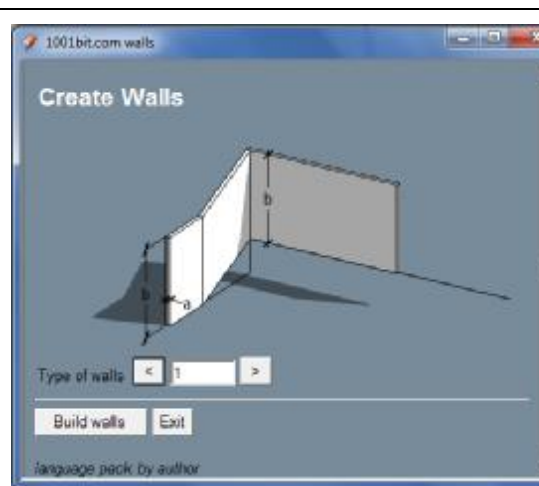 1001bit.com walls
Create Walls
b
b
a
Type of walls < 1 >
Build walls Exit
language pack by author